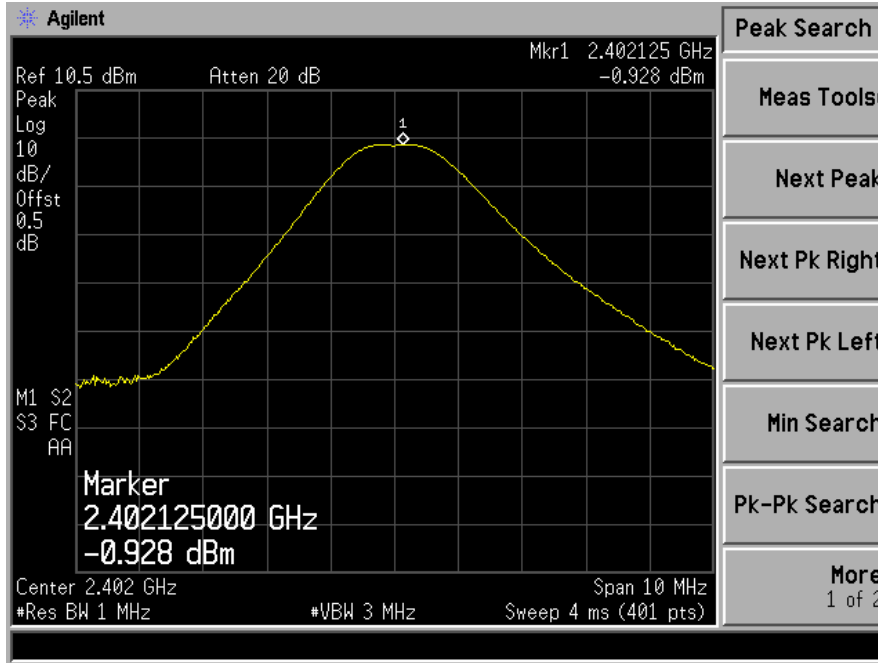 Agilent
Peak Search
Mkr1 2.402125 GHz
Ref 10.5 dBm Atten 20 dB -0.928 dBm
Peak
Log
10
dB/
Offst
0.5
dB
1
M1 S2
S3 FC
AA
Marker
2.402125000 GHz
-0.928 dBm
Center 2.402 GHz Span 10 MHz
#Res BW 1 MHz #VBW 3 MHz Sweep 4 ms (401 pts)
Meas Tools
Next Peak
Next Pk Right
Next Pk Left
Min Search
Pk-Pk Search
More
1 of 2